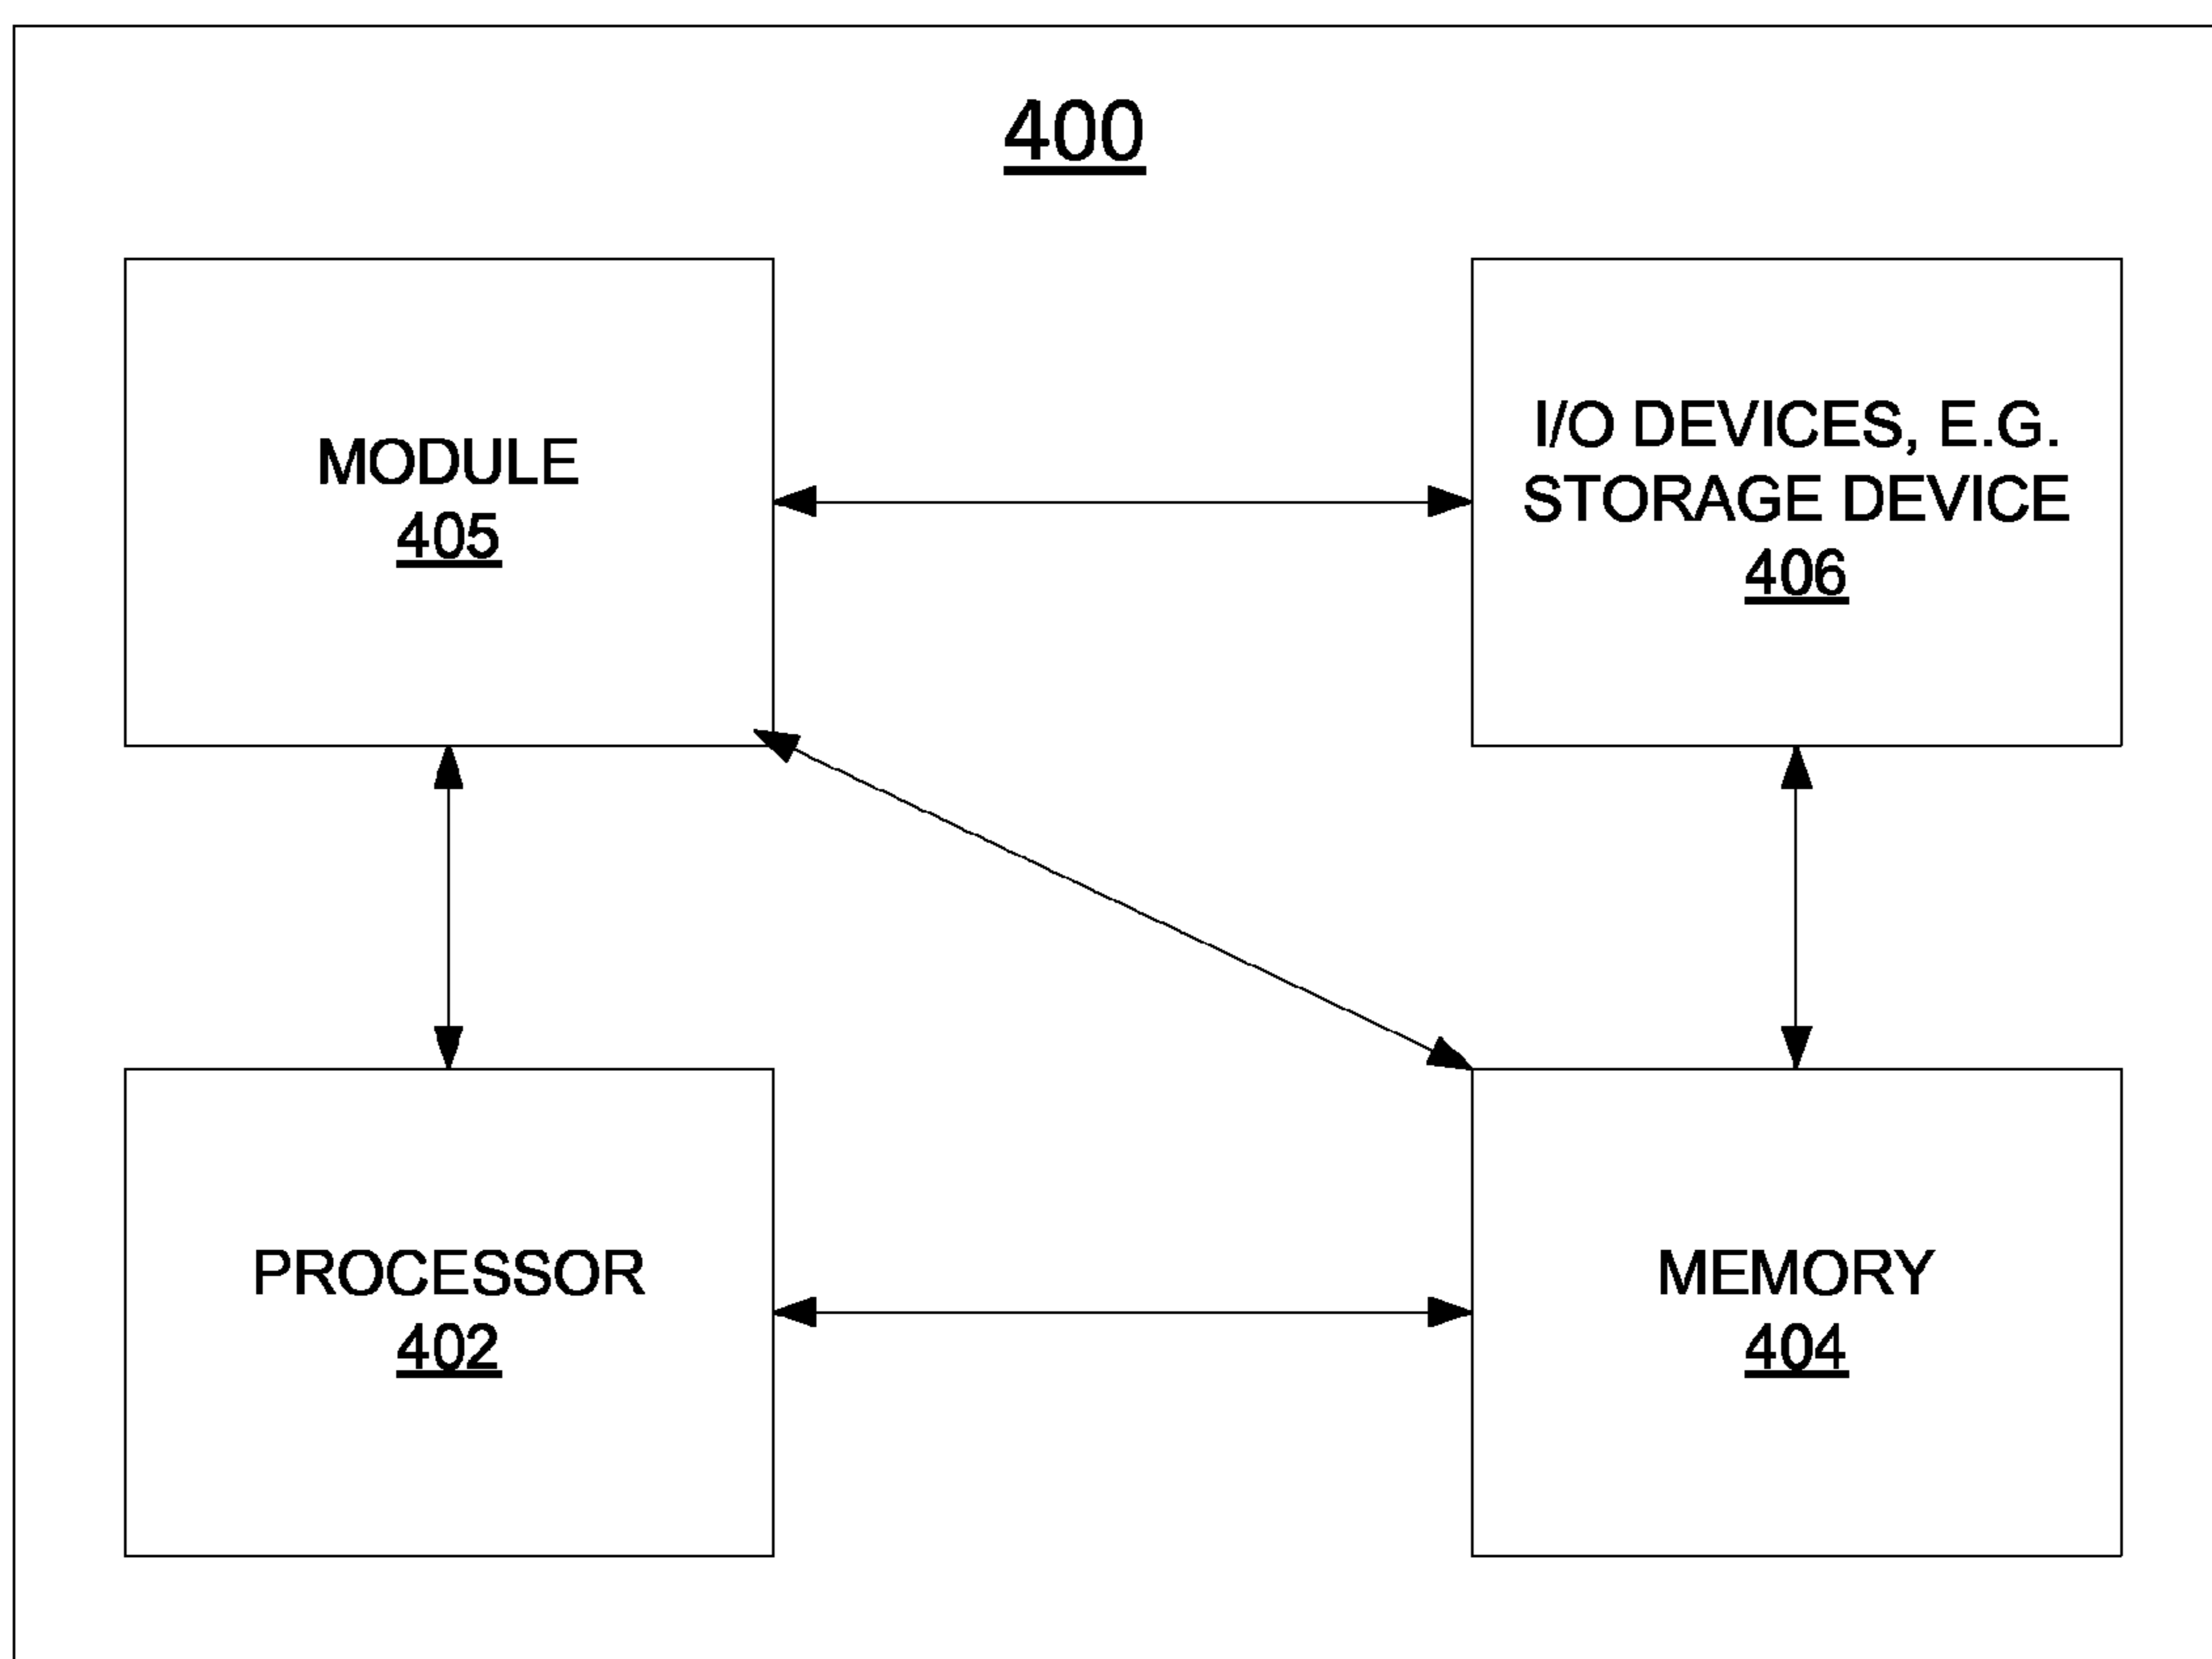 400
MODULE
405
I/O DEVICES, E.G.
STORAGE DEVICE
406
PROCESSOR
402
MEMORY
404